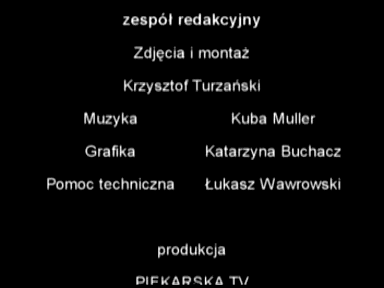 zespół redakcyjny
Zdjęcia i montaż
Krzysztof Turzański
Muzyka Kuba Muller
Grafika Katarzyna Buchacz
Pomoc techniczna Łukasz Wawrowski
produkcja
PIEKARSKA TV